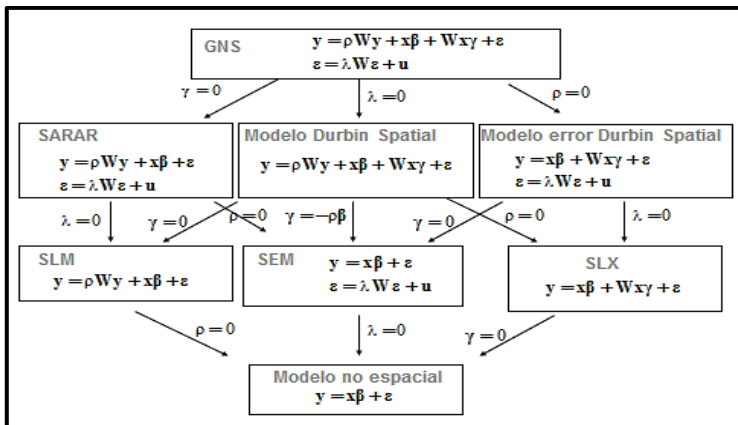 GNS
y = ρWy + xβ + Wxγ + ε
ε = λWε + u
γ = 0
λ = 0
ρ = 0
SARAR
y = ρWy + xβ + ε
ε = λWε + u
Modelo Durbin Spatial
y = ρWy + xβ + Wxγ + ε
Modelo error Durbin Spatial
y = xβ + Wxγ + ε
ε = λWε + u
λ = 0
γ = 0
ρ = 0
γ = −ρβ
γ = 0
ρ = 0
λ = 0
SLM
y = ρWy + xβ + ε
SEM
y = xβ + ε
ε = λWε + u
SLX
y = xβ + Wxγ + ε
ρ = 0
λ = 0
γ = 0
Modelo no espacial
y = xβ + ε